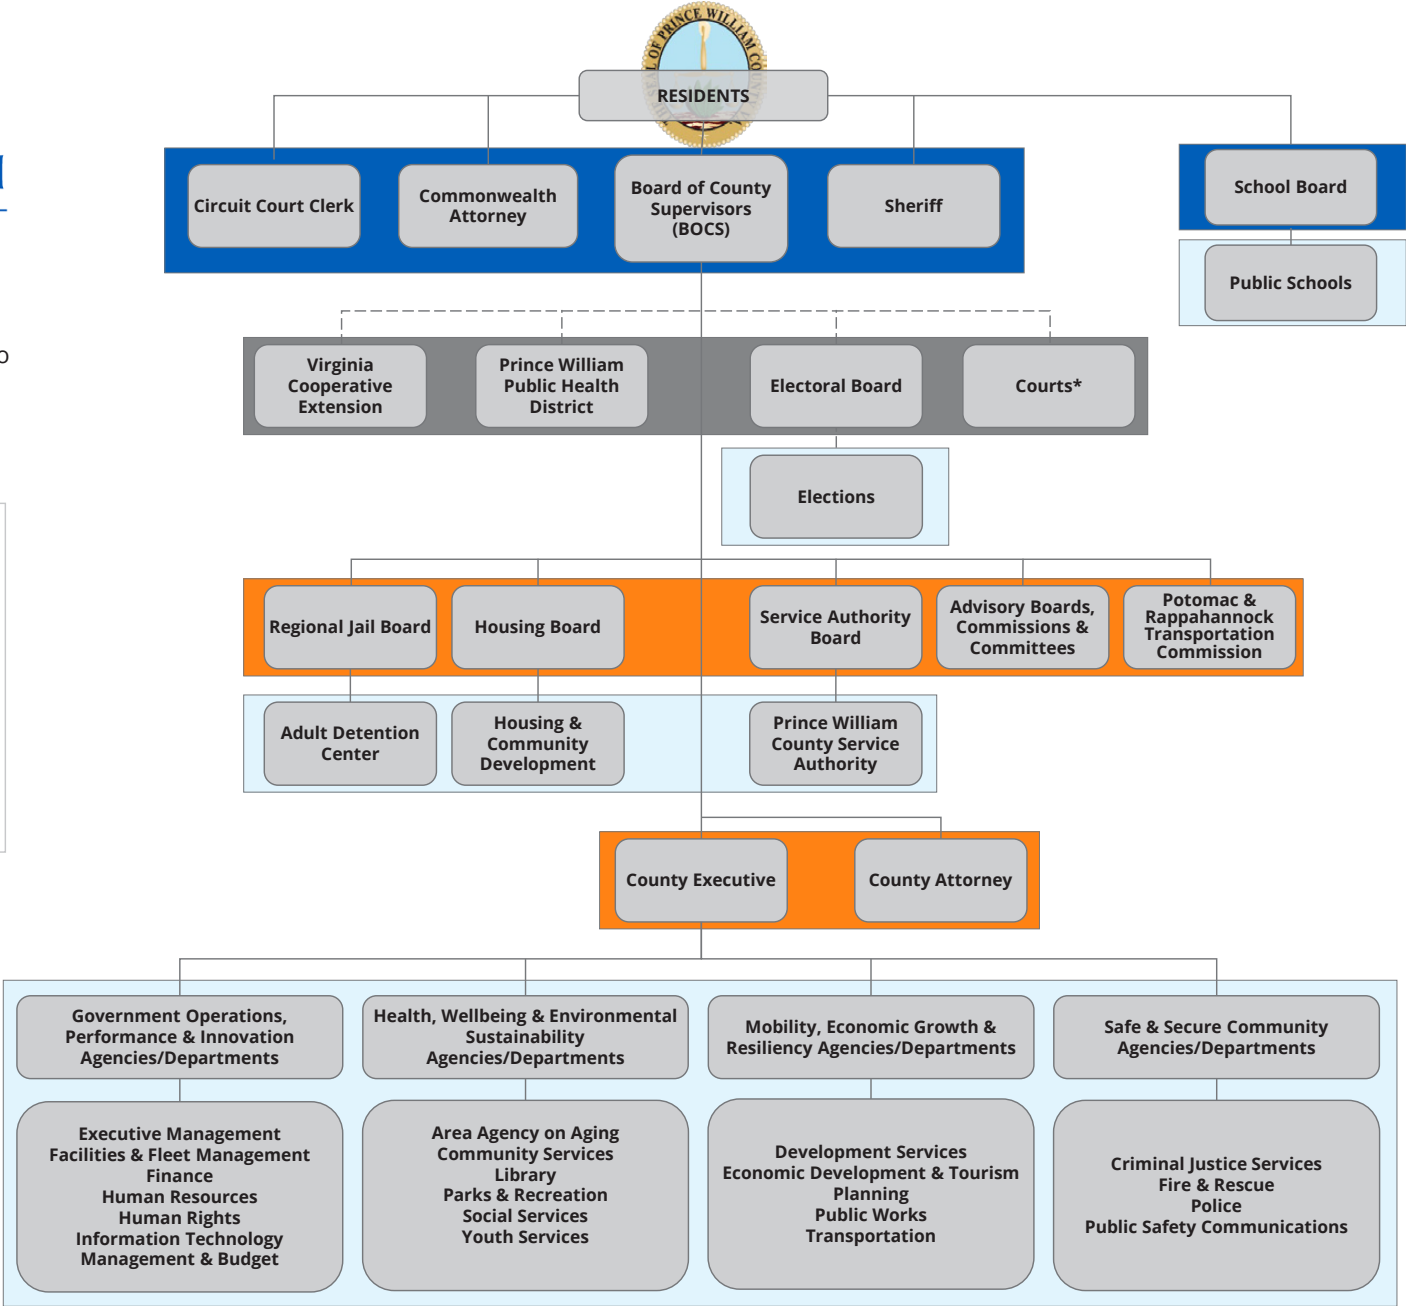 SEAL OF PRINCE WILLIAM
RESIDENTS
Circuit Court Clerk
Commonwealth
Attorney
Board of County
Supervisors
(BOCS)
Sheriff
School Board
Public Schools
o
Virginia
Cooperative
Extension
Prince William
Public Health
District
Electoral Board
Courts*
Elections
Regional Jail Board
Housing Board
Service Authority
Board
Advisory Boards,
Commissions &
Committees
Potomac &
Rappahannock
Transportation
Commission
Adult Detention
Center
Housing &
Community
Development
Prince William
County Service
Authority
County Executive
County Attorney
Government Operations,
Performance & Innovation
Agencies/Departments
Health, Wellbeing & Environmental
Sustainability
Agencies/Departments
Mobility, Economic Growth &
Resiliency Agencies/Departments
Safe & Secure Community
Agencies/Departments
Executive Management
Facilities & Fleet Management
Finance
Human Resources
Human Rights
Information Technology
Management & Budget
Area Agency on Aging
Community Services
Library
Parks & Recreation
Social Services
Youth Services
Development Services
Economic Development & Tourism
Planning
Public Works
Transportation
Criminal Justice Services
Fire & Rescue
Police
Public Safety Communications